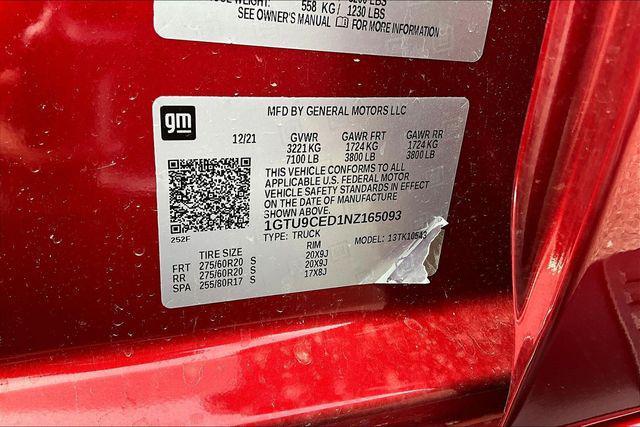 558 KG / 1230 LBS
SEE OWNER'S MANUAL FOR MORE INFORMATION
gm
MFD BY GENERAL MOTORS LLC
12/21 GVWR GAWR FRT GAWR RR
3221 KG 1724 KG 1724 KG
7100 LB 3800 LB 3800 LB
THIS VEHICLE CONFORMS TO ALL
APPLICABLE U.S. FEDERAL MOTOR
VEHICLE SAFETY STANDARDS IN EFFECT
ON THE DATE OF MANUFACTURE
SHOWN ABOVE.
1GTU9CED1NZ165093
TYPE: TRUCK MODEL: 13TK10543
252F
TIRE SIZE RIM
FRT 275/60R20 S 20X9J
RR 275/60R20 S 20X9J
SPA 255/80R17 S 17X8J